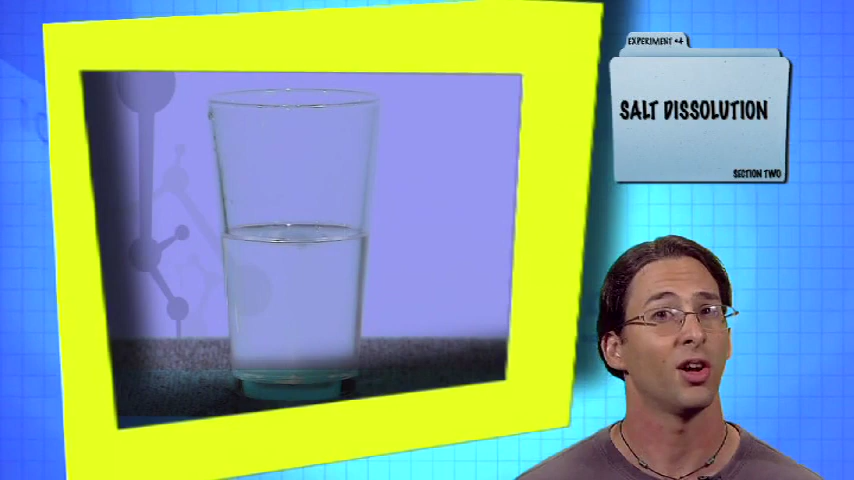 EXPERIMENT #4
SALT DISSOLUTION
SECTION TWO